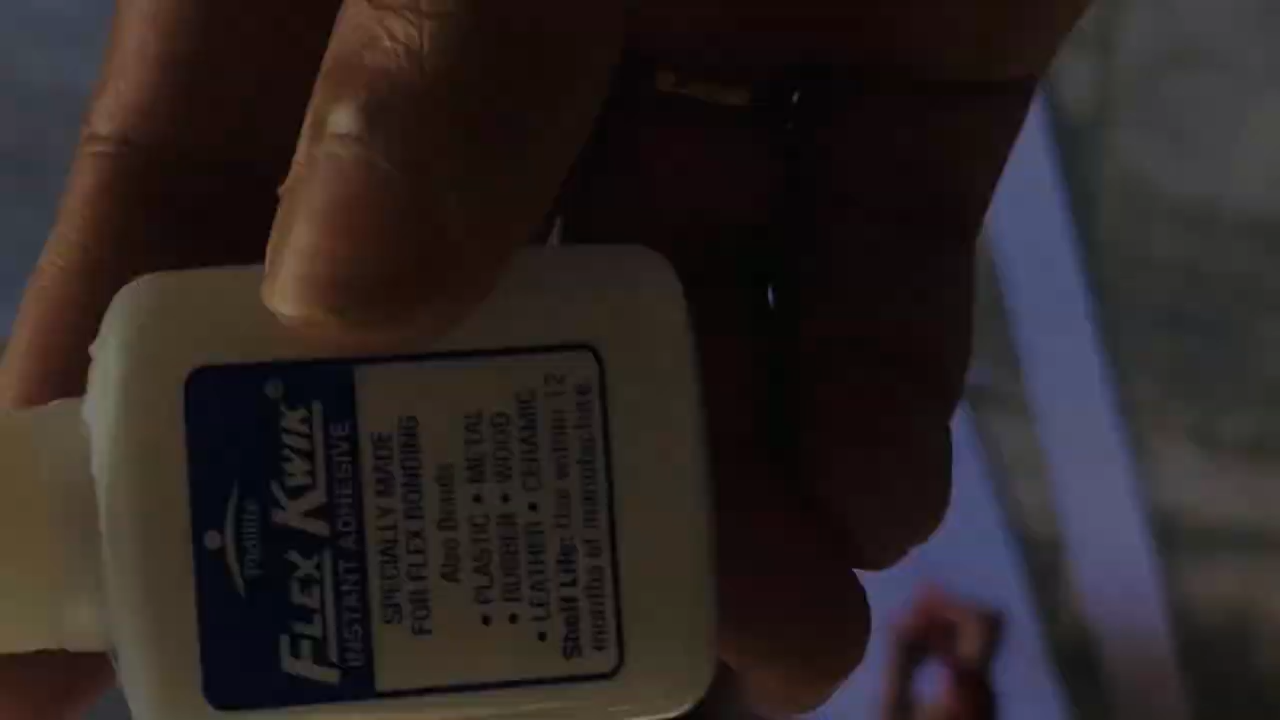 Pidilite
FLEX KWIK®
INSTANT ADHESIVE
SPECIALLY MADE
FOR FLEX BONDING
Also Bonds
• PLASTIC • METAL
• RUBBER • WOOD
• LEATHER • CERAMIC
Shelf Life: Use within 12
months of manufacture.